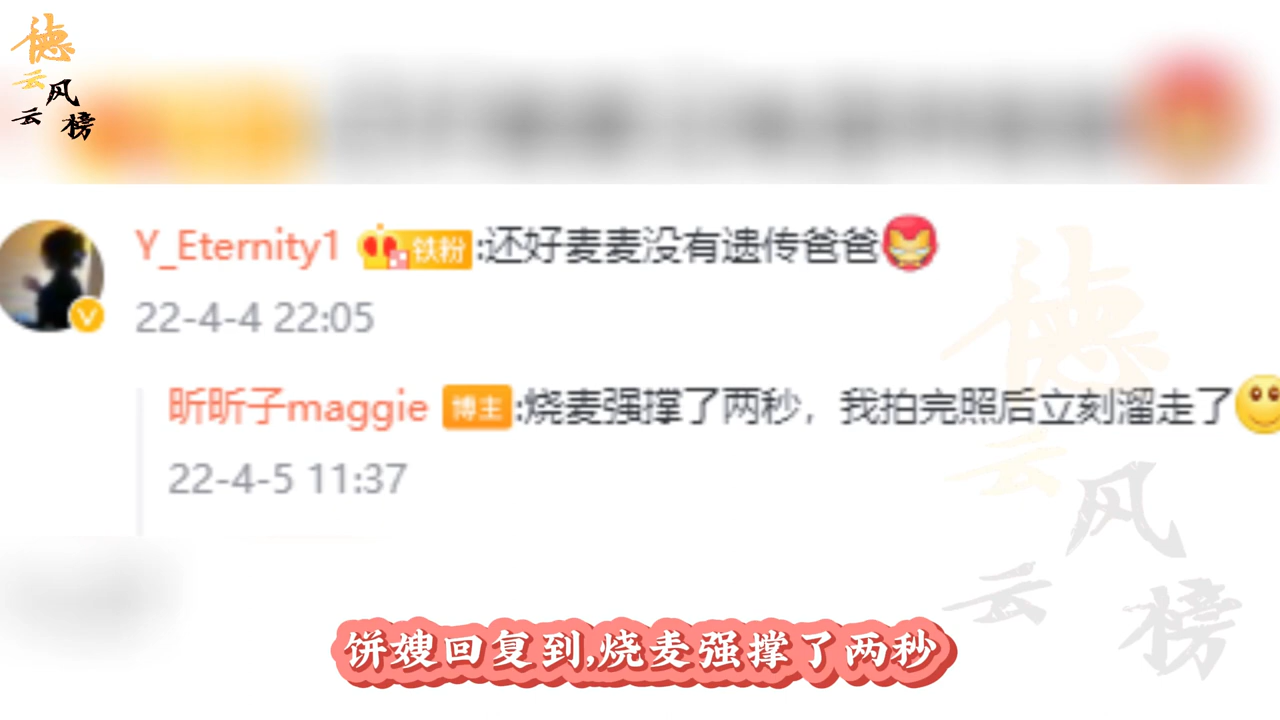 德
云风
云榜
Y_Eternity1 铁粉:还好麦麦没有遗传爸爸
22-4-4 22:05
昕昕子maggie 博主:烧麦强撑了两秒，我拍完照后立刻溜走了
22-4-5 11:37
德
云风
云榜
饼嫂回复到,烧麦强撑了两秒